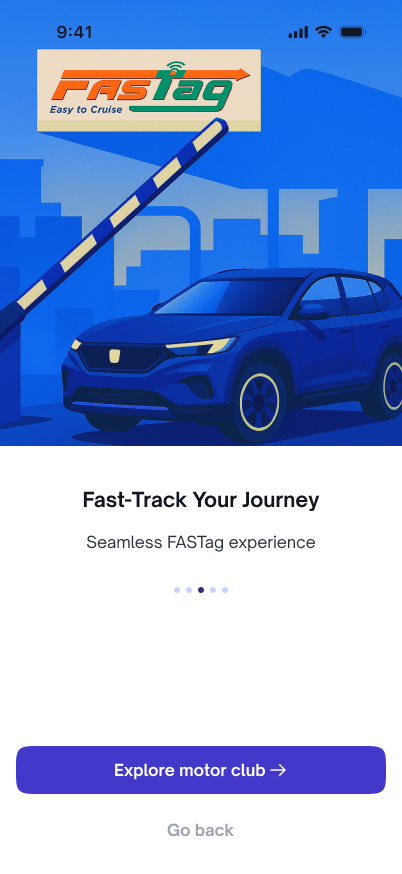 9:41
FASTag
Easy to Cruise
Fast-Track Your Journey
Seamless FASTag experience
Explore motor club →
Go back